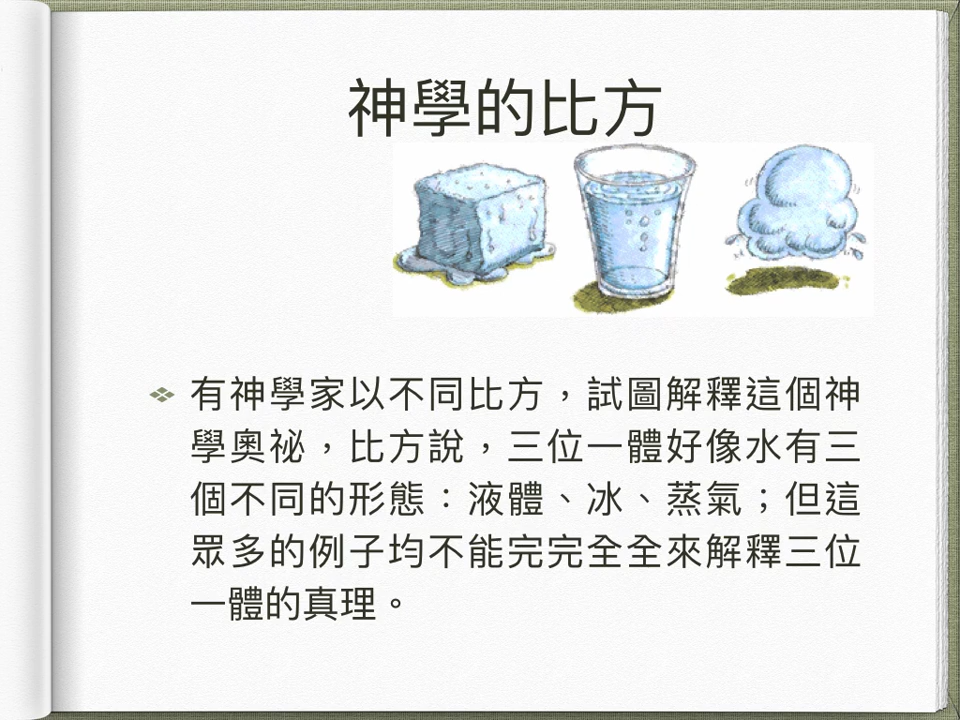 神學的比方
有神學家以不同比方，試圖解釋這個神
學奧祕，比方說，三位一體好像水有三
個不同的形態：液體、冰、蒸氣；但這
眾多的例子均不能完完全全來解釋三位
一體的真理。